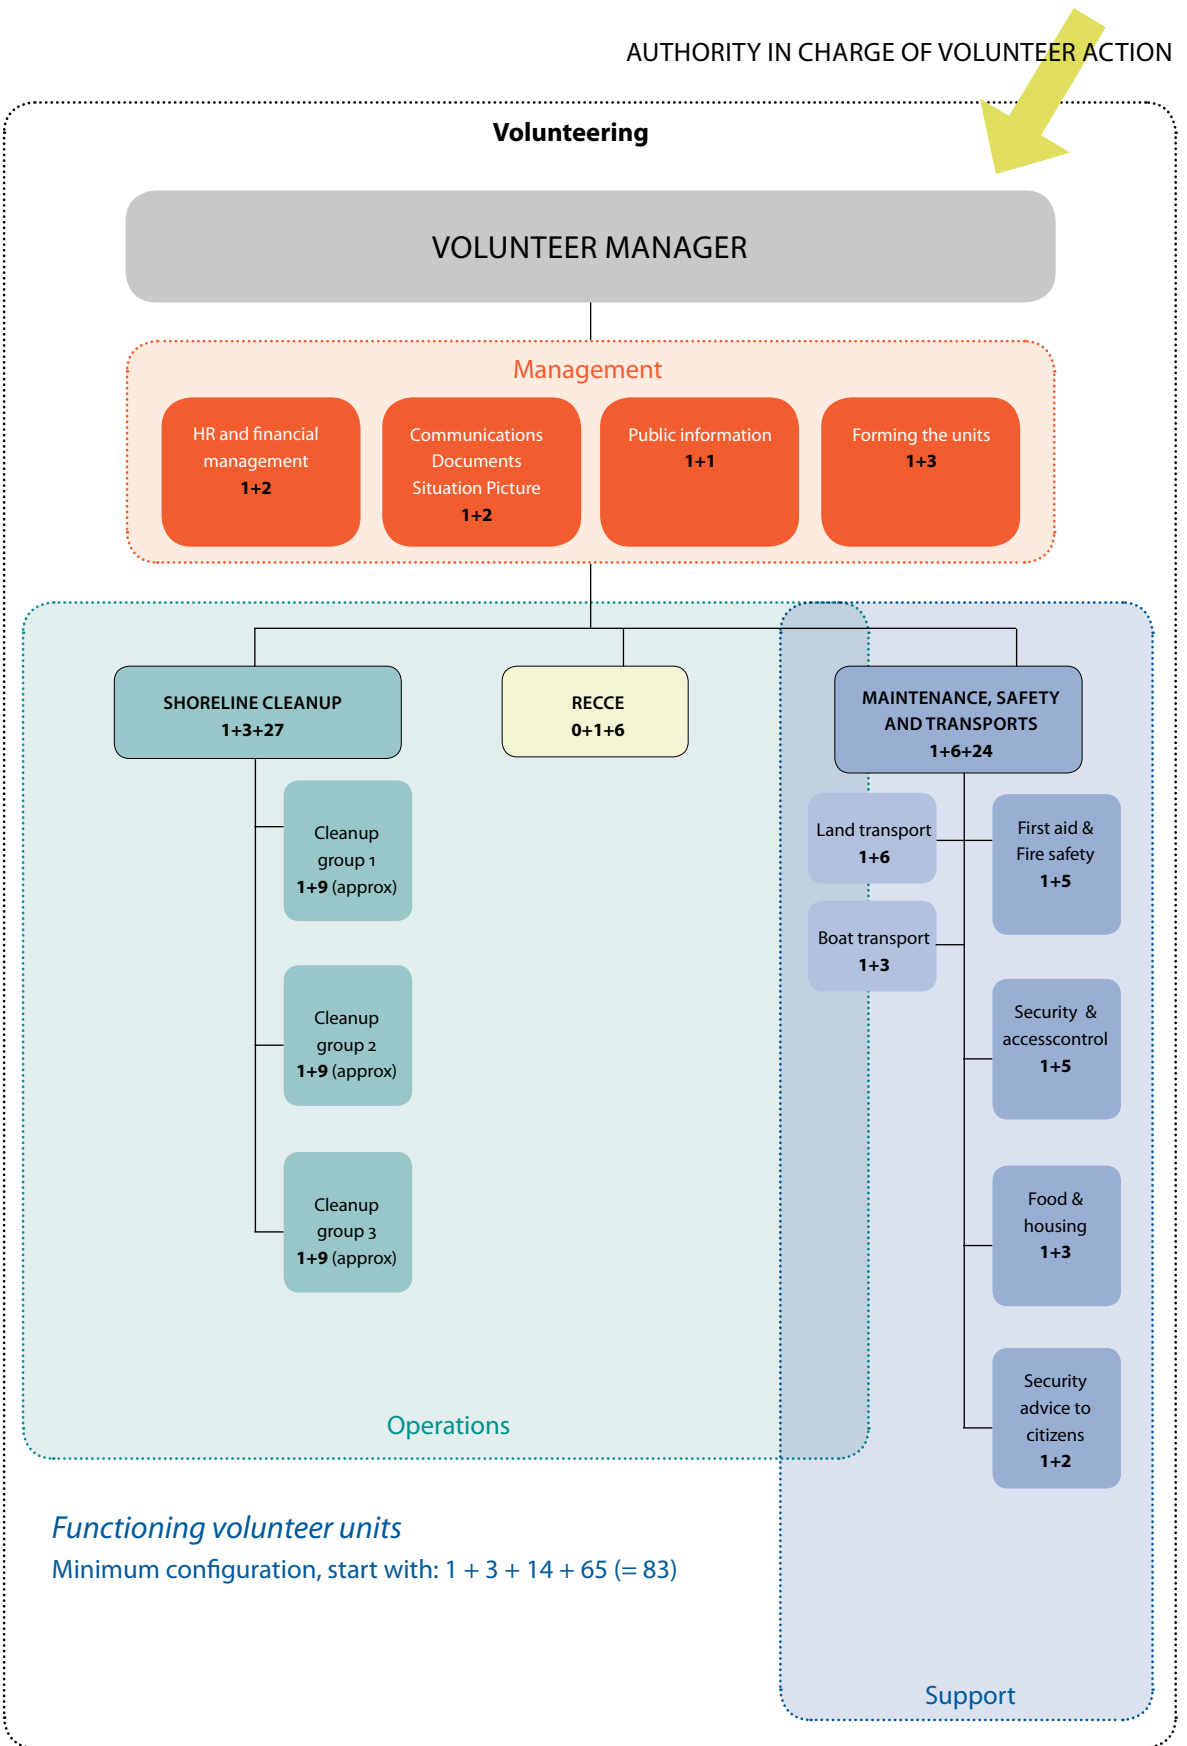 AUTHORITY IN CHARGE OF VOLUNTEER ACTION
Volunteering
VOLUNTEER MANAGER
Management
HR and financial
management
1+2
Communications
Documents
Situation Picture
1+2
Public information
1+1
Forming the units
1+3
SHORELINE CLEANUP
1+3+27
RECCE
0+1+6
MAINTENANCE, SAFETY
AND TRANSPORTS
1+6+24
Cleanup
group 1
1+9 (approx)
Cleanup
group 2
1+9 (approx)
Cleanup
group 3
1+9 (approx)
Land transport
1+6
Boat transport
1+3
First aid &
Fire safety
1+5
Security &
accesscontrol
1+5
Food &
housing
1+3
Security
advice to
citizens
1+2
Operations
Functioning volunteer units
Minimum configuration, start with: 1 + 3 + 14 + 65 (= 83)
Support